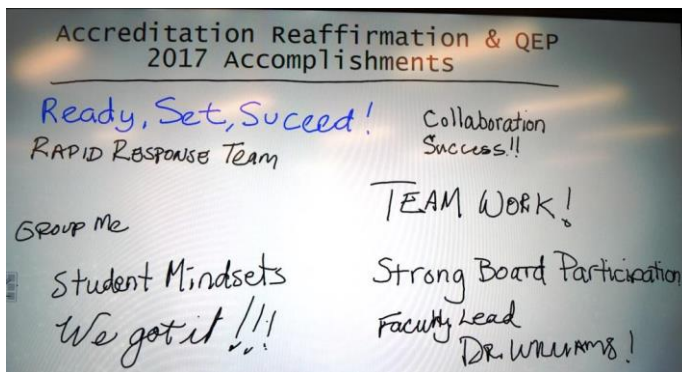 Accreditation Reaffirmation & QEP
2017 Accomplishments
Ready, Set, Succeed!
RAPID RESPONSE Team
GROUP Me
Student Mindsets
We got it !!!
Collaboration
Success!!
TEAM WORK!
Strong Board Participation
Faculty Lead
DR. WILLIAMS!